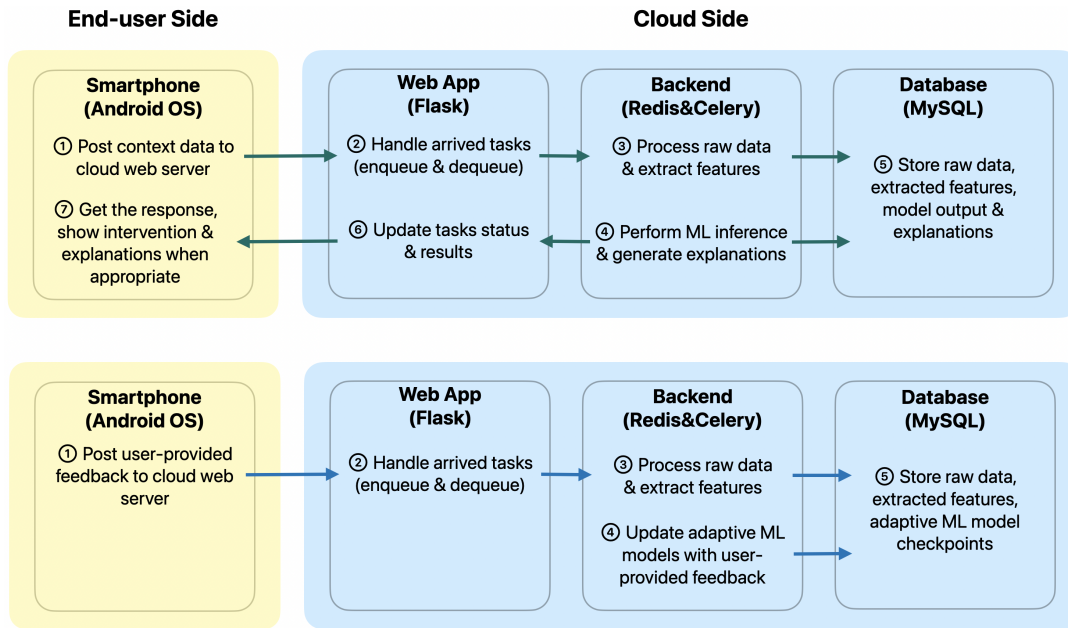 End-user Side
Cloud Side
Smartphone
(Android OS)
① Post context data to
cloud web server
⑦ Get the response,
show intervention &
explanations when
appropriate
Web App
(Flask)
② Handle arrived tasks
(enqueue & dequeue)
⑥ Update tasks status
& results
Backend
(Redis&Celery)
③ Process raw data
& extract features
④ Perform ML inference
& generate explanations
Database
(MySQL)
⑤ Store raw data,
extracted features,
model output &
explanations
Smartphone
(Android OS)
① Post user-provided
feedback to cloud web
server
Web App
(Flask)
② Handle arrived tasks
(enqueue & dequeue)
Backend
(Redis&Celery)
③ Process raw data
& extract features
④ Update adaptive ML
models with user-
provided feedback
Database
(MySQL)
⑤ Store raw data,
extracted features,
adaptive ML model
checkpoints